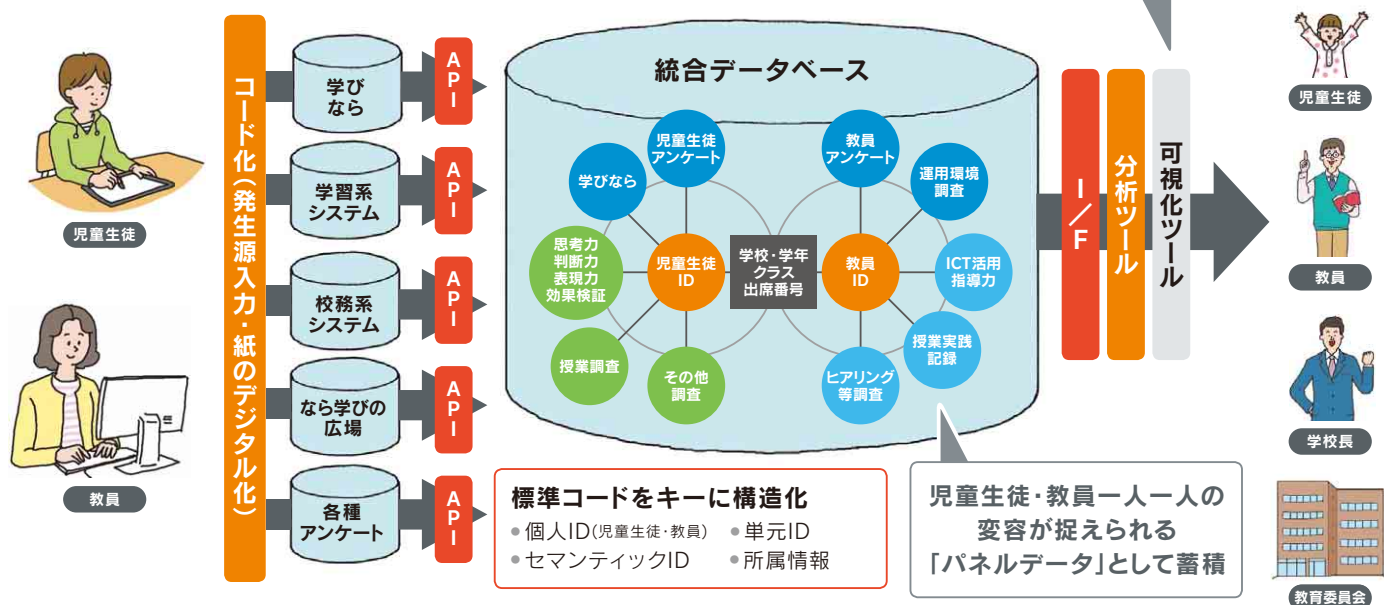 児童生徒
教員
コード化(発生源入力・紙のデジタル化)
学び
なら
API
学習系
システム
API
校務系
システム
API
なら学びの
広場
API
各種
アンケート
API
統合データベース
児童生徒
アンケート
学びなら
思考力
判断力
表現力
効果検証
児童生徒
ID
授業調査
その他
調査
学校・学年
クラス
出席番号
教員
アンケート
運用環境
調査
教員
ID
ICT活用
指導力
授業実践
記録
ヒアリング
等調査
標準コードをキーに構造化
●個人ID(児童生徒・教員) ●単元ID
●セマンティックID ●所属情報
児童生徒・教員一人一人の
変容が捉えられる
「パネルデータ」として蓄積
I/F
分析ツール
可視化ツール
児童生徒
教員
学校長
教育委員会